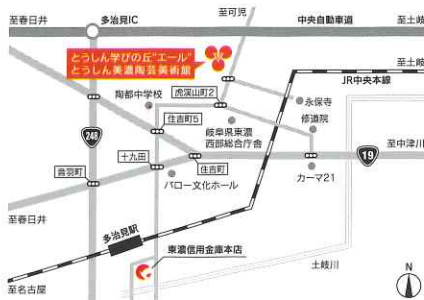 至春日井
多治見IC
至可児
中央自動車道
至土岐
とうしん学びの丘"エール"
とうしん美濃陶芸美術館
至土岐
JR中央本線
陶都中学校
虎渓山町2
永保寺
修道院
住吉町5
岐阜県東濃
西部総合庁舎
248
19
至中津川
十九田
住吉町
音羽町
バロー文化ホール
カーマ21
至春日井
多治見駅
東濃信用金庫本店
土岐川
至名古屋
N